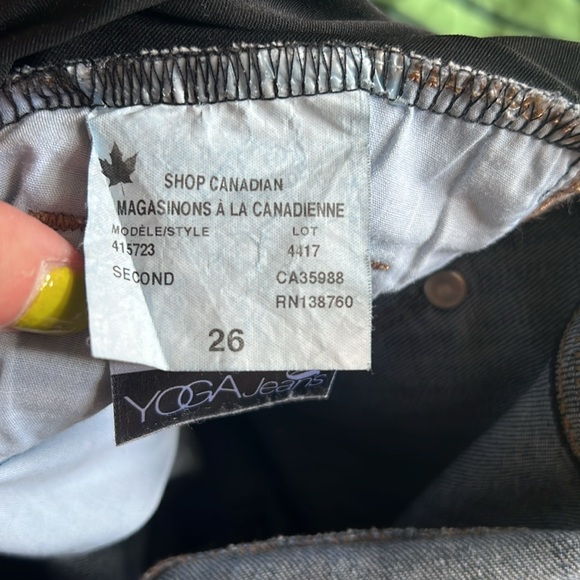 SHOP CANADIAN
MAGASINONS À LA CANADIENNE
MODÈLE/STYLE LOT
415723 4417
SECOND CA35988
RN138760
26
YOGA Jeans